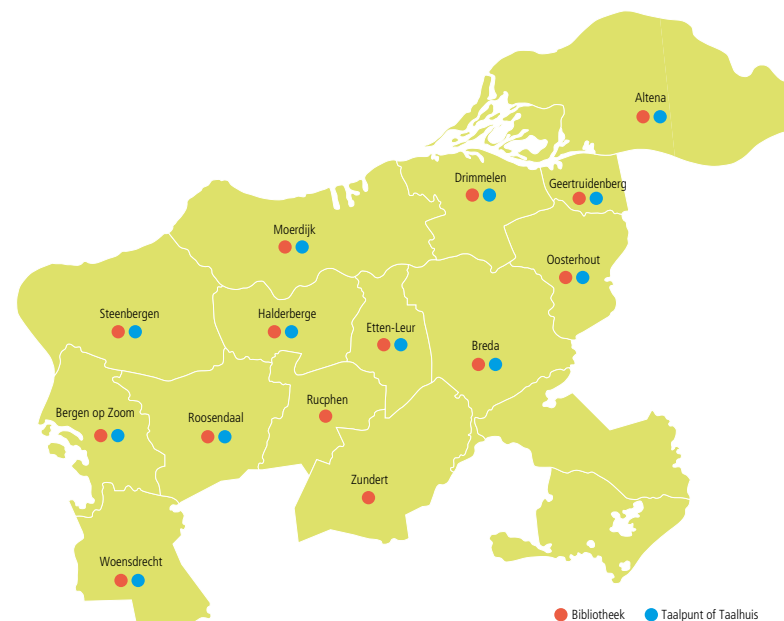 Altena
Drimmelen
Geertruidenberg
Moerdijk
Oosterhout
Steenbergen
Halderberge
Etten-Leur
Breda
Rucphen
Bergen op Zoom
Roosendaal
Zundert
Woensdrecht
Bibliotheek
Taalpunt of Taalhuis